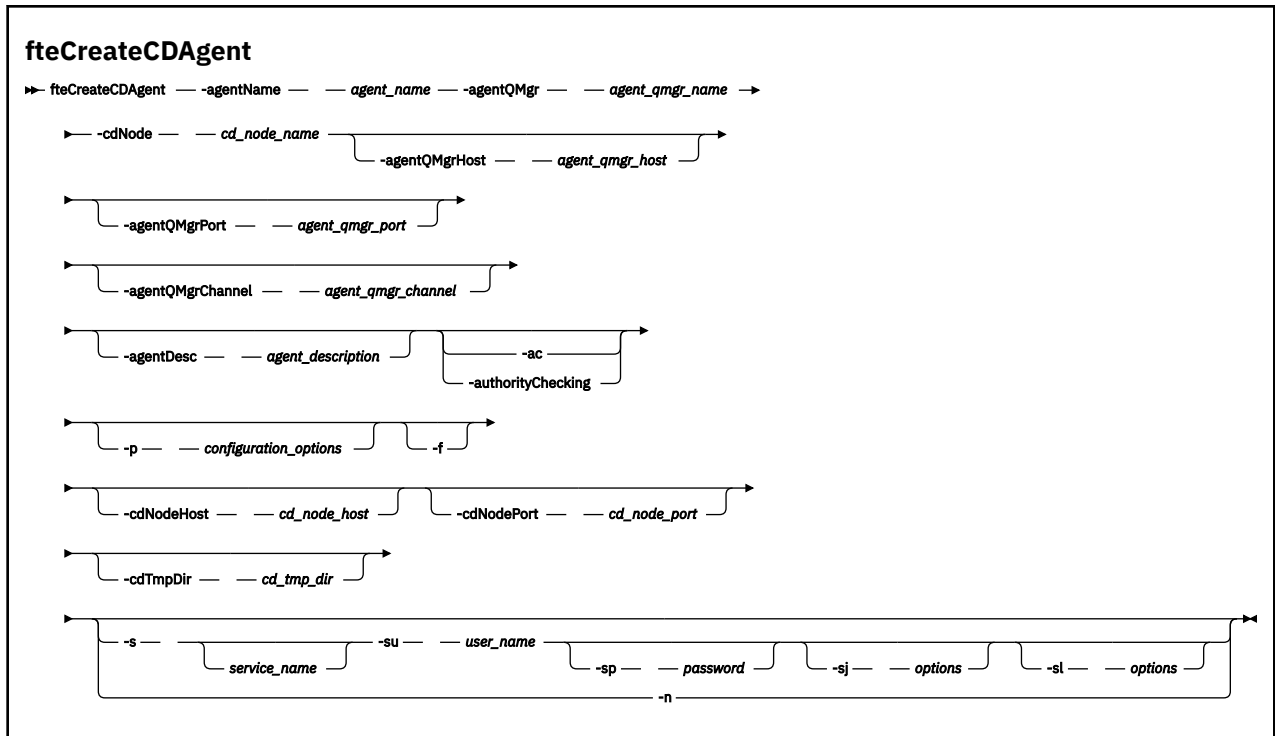 fteCreateCDAgent
fteCreateCDAgent -agentName agent_name -agentQMgr agent_qmgr_name
-cdNode cd_node_name
-agentQMgrHost agent_qmgr_host
-agentQMgrPort agent_qmgr_port
-agentQMgrChannel agent_qmgr_channel
-agentDesc agent_description
-ac
-authorityChecking
-p configuration_options -f
-cdNodeHost cd_node_host -cdNodePort cd_node_port
-cdTmpDir cd_tmp_dir
-s -su user_name
service_name -sp password -sj options -sl options
-n